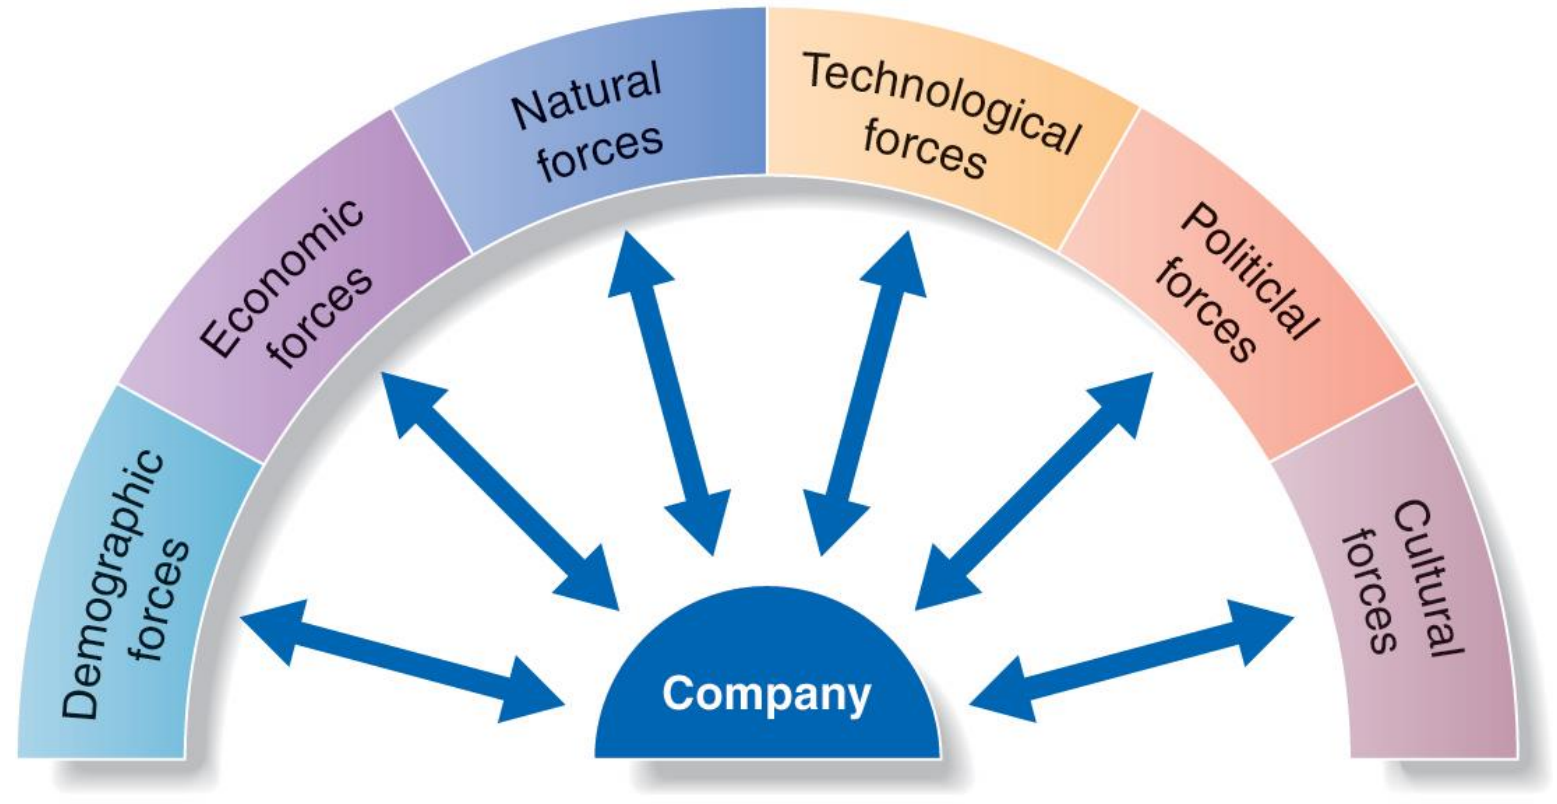 Demographic
forces
Economic
forces
Natural
forces
Technological
forces
Politiclal
forces
Cultural
forces
Company